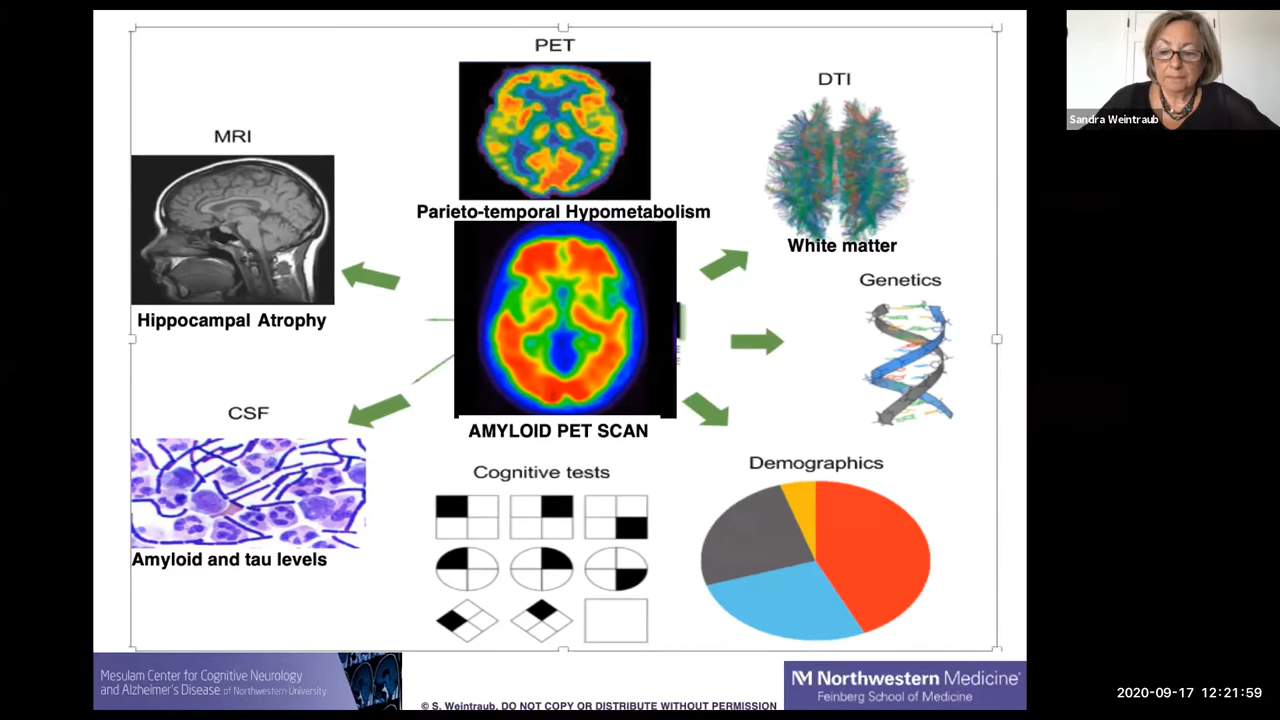 PET
DTI
MRI
Parieto-temporal Hypometabolism
White matter
Genetics
Hippocampal Atrophy
CSF
AMYLOID PET SCAN
Cognitive tests
Demographics
Amyloid and tau levels
Mesulam Center for Cognitive Neurology
and Alzheimer's Disease of Northwestern University
© S. Weintraub, DO NOT COPY OR DISTRIBUTE WITHOUT PERMISSION
Northwestern Medicine
Feinberg School of Medicine
Sandra Weintraub
2020-09-17 12:21:59